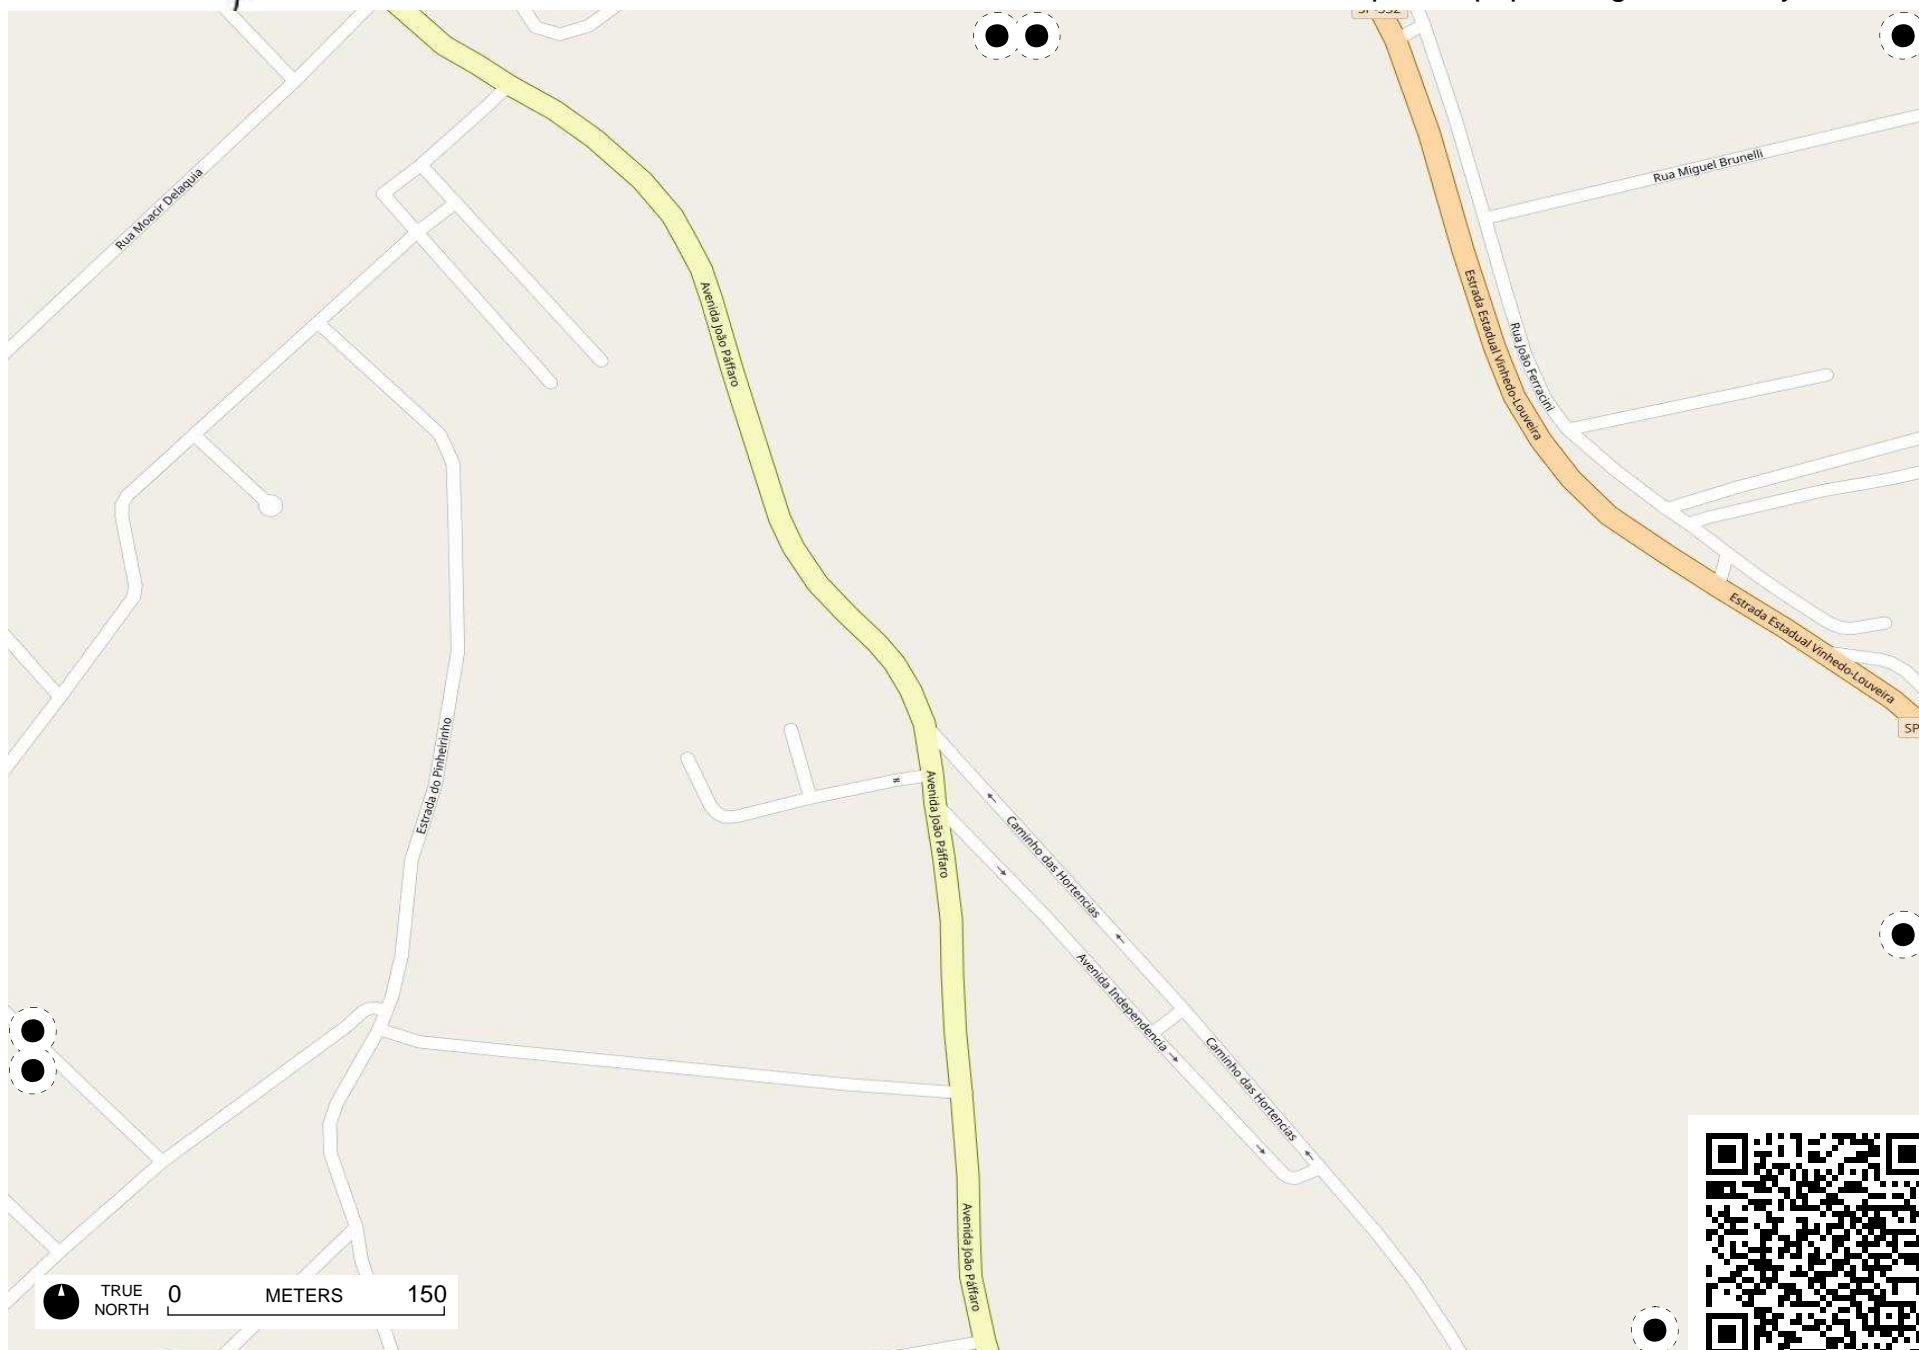 Rua Miguel Brunelli
Rua Moacir Delaquia
Avenida João Páffaro
Estrada Estadual Vinhedo-Louveira
Rua João Ferracini
Estrada Estadual Vinhedo-Louveira
SP
Estrada do Pinheirinho
Avenida João Páffaro
Caminho das Hortencias
Avenida Independencia
Caminho das Hortencias
Avenida João Páffaro
TRUE
NORTH
0 METERS 150